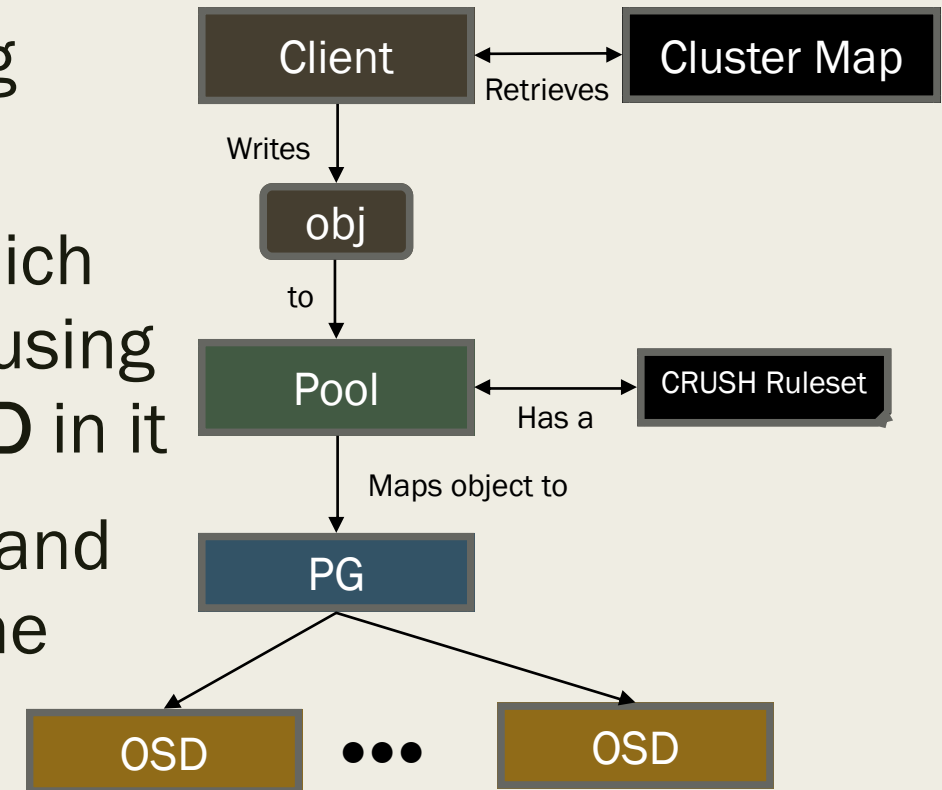 g
ich
using
D in it
and
ne
Client
Cluster Map
Retrieves
Writes
obj
to
Pool
CRUSH Ruleset
Has a
Maps object to
PG
OSD
•••
OSD